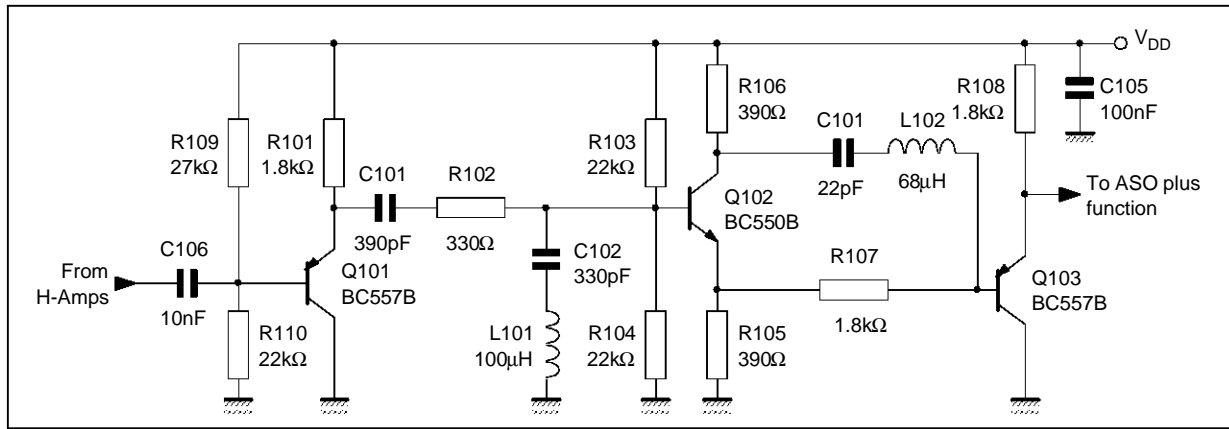 V_DD
R109
27kΩ
R101
1.8kΩ
C101
390pF
R102
330Ω
R103
22kΩ
R106
390Ω
C101
22pF
L102
68μH
R108
1.8kΩ
C105
100nF
To ASO plus
function
Q102
BC550B
C106
10nF
From
H-Amps
Q101
BC557B
C102
330pF
R107
1.8kΩ
Q103
BC557B
R110
22kΩ
L101
100μH
R104
22kΩ
R105
390Ω